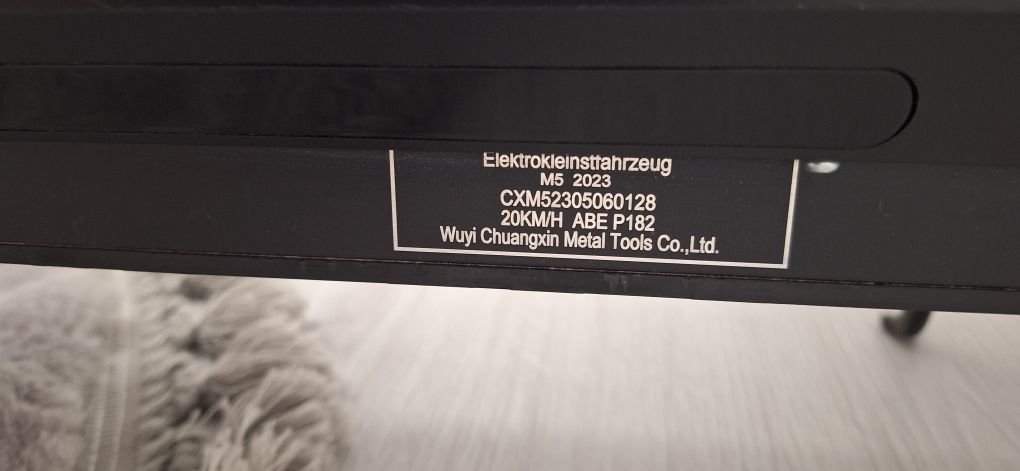 Elektrokleinstfahrzeug
M5 2023
CXM52305060128
20KM/H ABE P182
Wuyi Chuangxin Metal Tools Co.,Ltd.